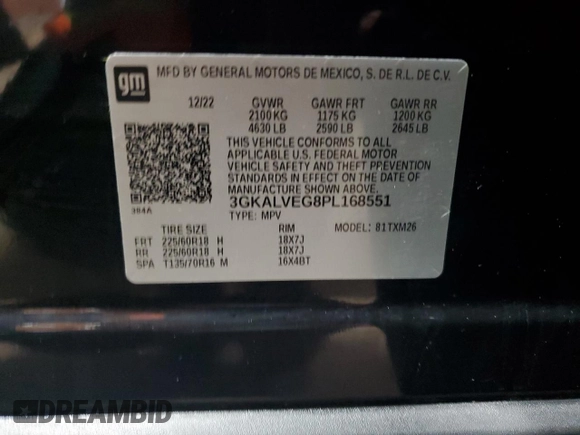 gm
MFD BY GENERAL MOTORS DE MEXICO, S. DE R.L. DE C.V.
12/22 GVWR GAWR FRT GAWR RR
2100 KG 1175 KG 1200 KG
4630 LB 2590 LB 2645 LB
THIS VEHICLE CONFORMS TO ALL
APPLICABLE U.S. FEDERAL MOTOR
VEHICLE SAFETY AND THEFT PREVENTION
STANDARDS IN EFFECT ON THE DATE OF
MANUFACTURE SHOWN ABOVE.
3GKALVEG8PL168551
384A TYPE: MPV
TIRE SIZE RIM MODEL: 81TXM26
FRT 225/60R18 H 18X7J
RR 225/60R18 H 18X7J
SPA T135/70R16 M 16X4BT
DREAMBID